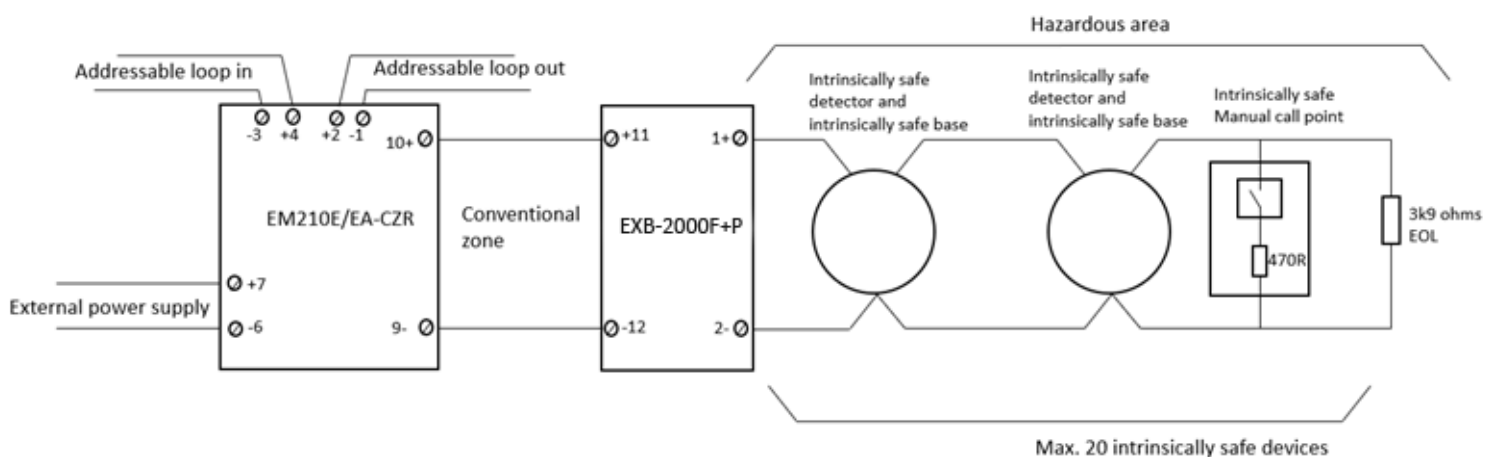 Hazardous area
Addressable loop in
Addressable loop out
Intrinsically safe
detector and
intrinsically safe base
Intrinsically safe
detector and
intrinsically safe base
Intrinsically safe
Manual call point
-3
+4
+2
-1
10+
+11
1+
EM210E/EA-CZR
Conventional
zone
EXB-2000F+P
3k9 ohms
EOL
470R
+7
External power supply
-6
9-
-12
2-
Max. 20 intrinsically safe devices